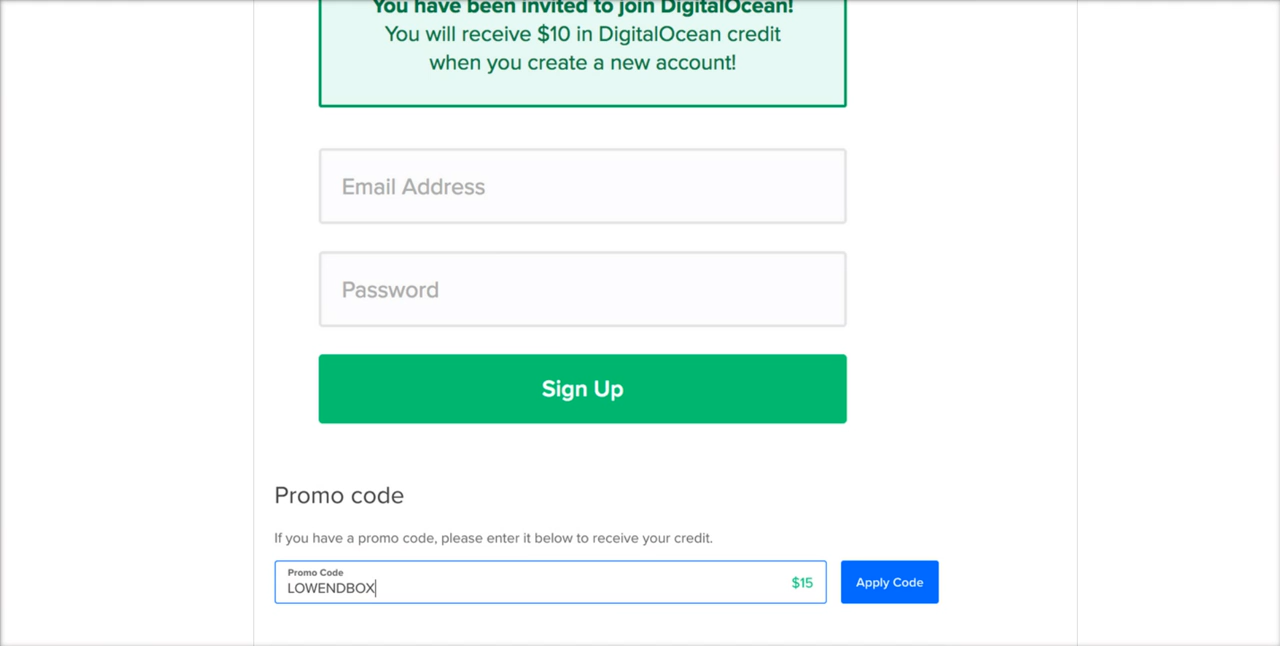 You have been invited to join DigitalOcean!
You will receive $10 in DigitalOcean credit
when you create a new account!
Email Address
Password
Sign Up
Promo code
If you have a promo code, please enter it below to receive your credit.
Promo Code
LOWENDBOX
$15
Apply Code